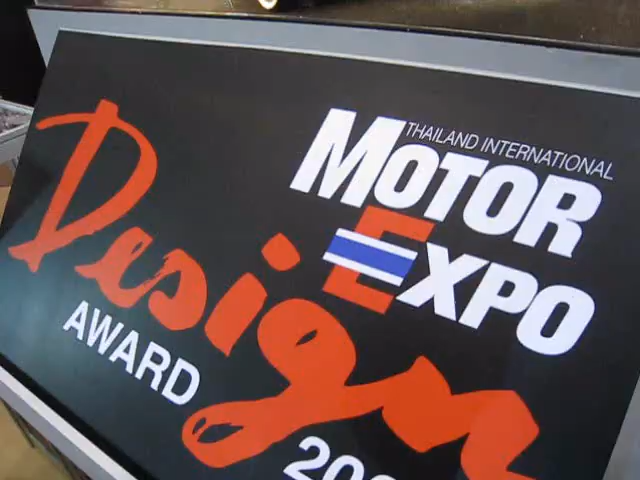 THAILAND INTERNATIONAL
MOTOR
EXPO
Design
AWARD